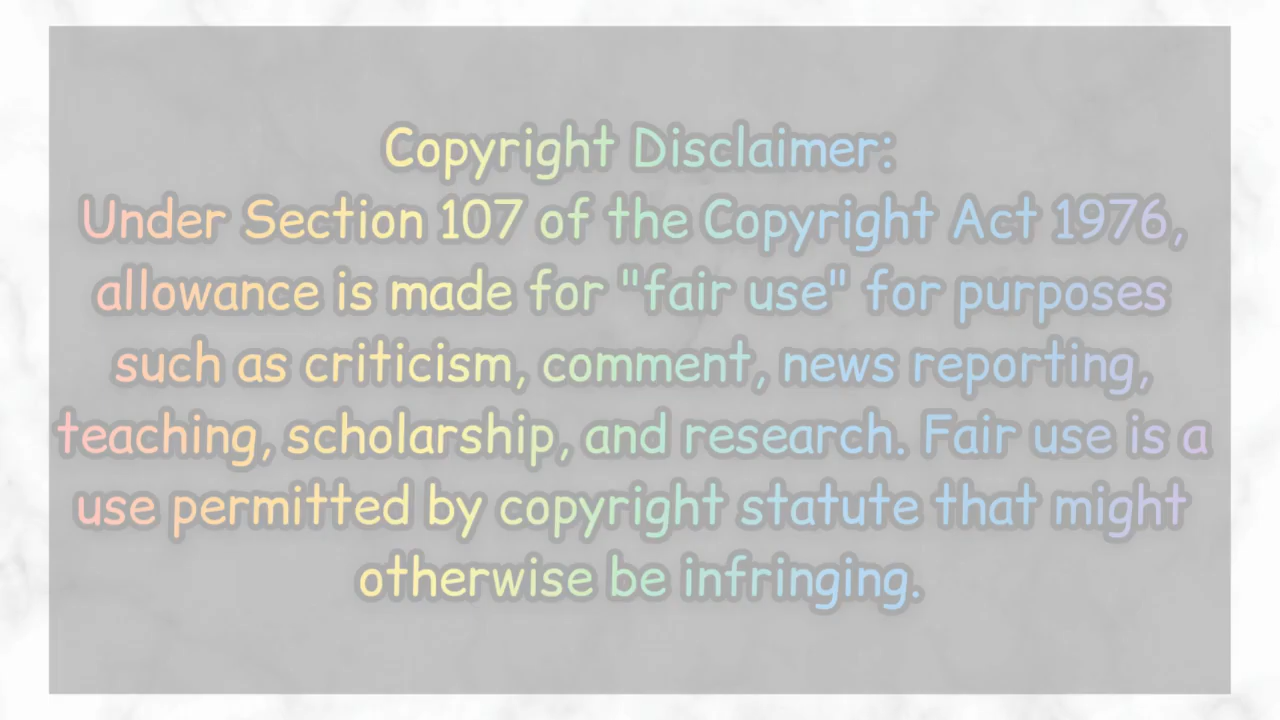 Copyright Disclaimer:
Under Section 107 of the Copyright Act 1976,
allowance is made for "fair use" for purposes
such as criticism, comment, news reporting,
teaching, scholarship, and research. Fair use is a
use permitted by copyright statute that might
otherwise be infringing.